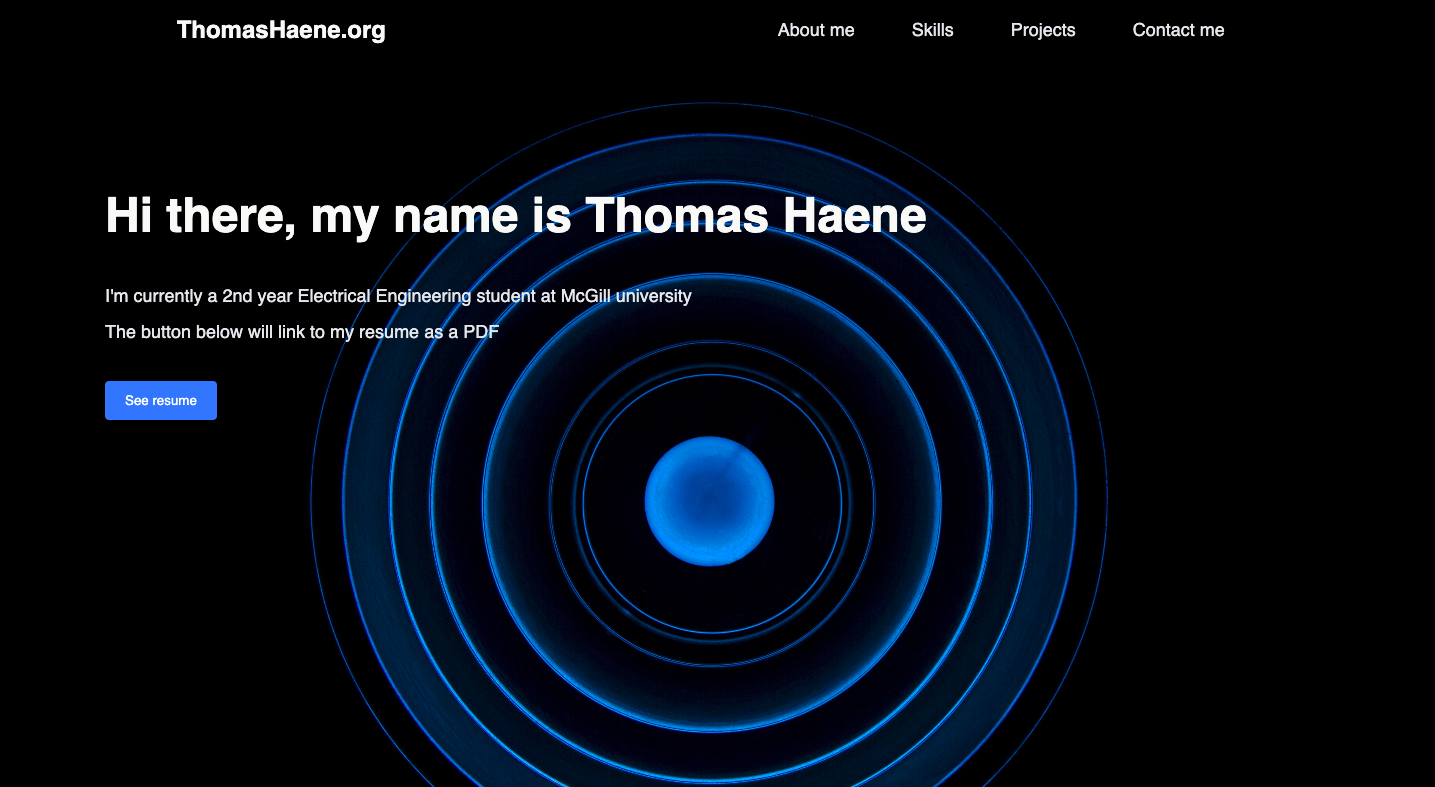 ThomasHaene.org
About me Skills Projects Contact me
Hi there, my name is Thomas Haene
I'm currently a 2nd year Electrical Engineering student at McGill university
The button below will link to my resume as a PDF
See resume